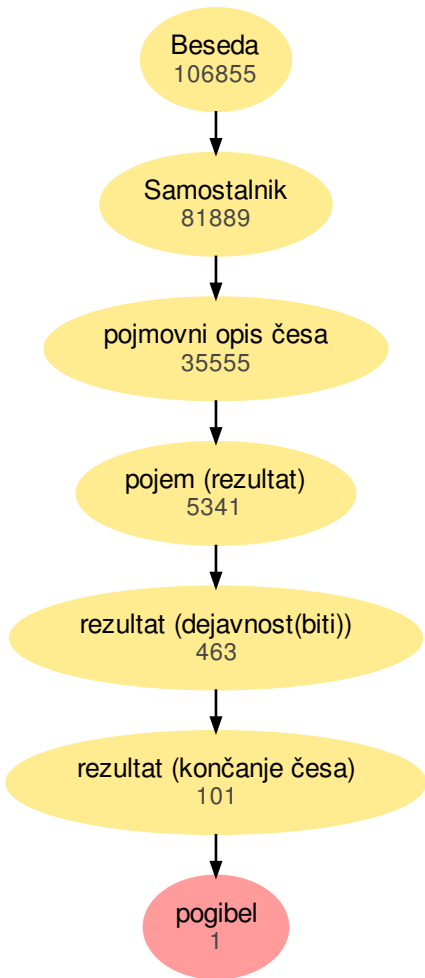 Beseda
106855
Samostalnik
81889
pojmovni opis česa
35555
pojem (rezultat)
5341
rezultat (dejavnost(biti))
463
rezultat (končanje česa)
101
pogibel
1